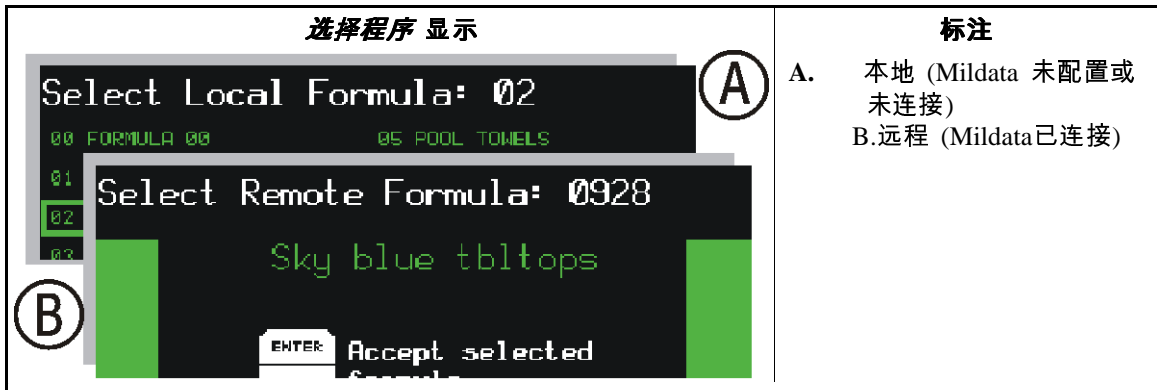 选择程序 显示
标注
A
Select Local Formula: 02
00 FORMULA 00 05 POOL TOWELS
01
02
03
B
Select Remote Formula: 0928
Sky blue tbltops
ENTER Accept selected
formula
A. 本地 (Mildata 未配置或
未连接)
B.远程 (Mildata已连接)